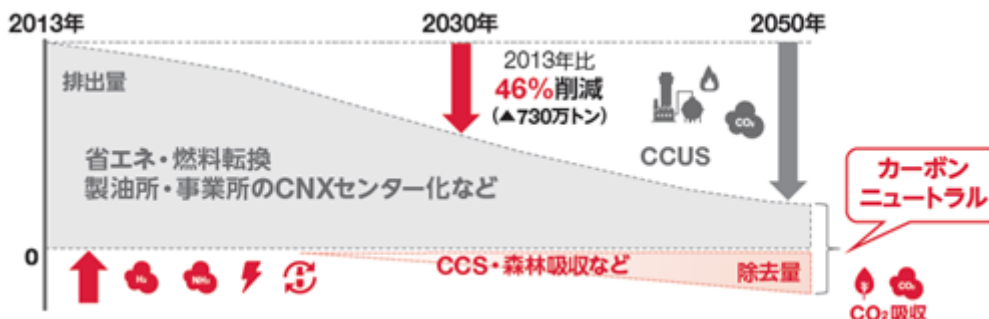 2013年
2030年
2050年
排出量
2013年比
46%削減
(▲730万トン)
CO₂
CCUS
省エネ・燃料転換
製油所・事業所のCNXセンター化など
カーボン
ニュートラル
0
H₂
NH₃
CCS・森林吸収など
除去量
CO₂
CO₂吸収